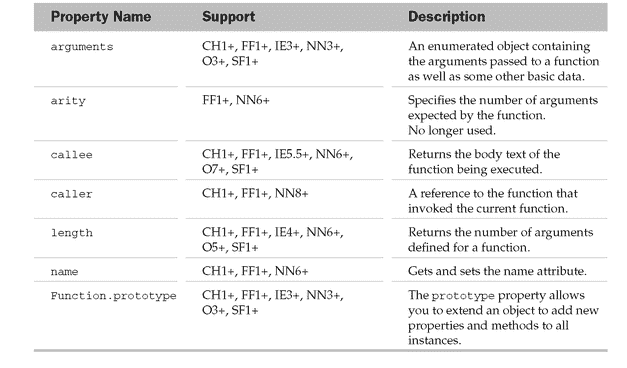 Property Name Support Description
arguments CH1+, FF1+, IE3+, NN3+, An enumerated object containing
O3+, SF1+ the arguments passed to a function
as well as some other basic data.
arity FF1+, NN6+ Specifies the number of arguments
expected by the function.
No longer used.
callee CH1+, FF1+, IE5.5+, NN6+, Returns the body text of the
O7+, SF1+ function being executed.
caller CH1+, FF1+, NN8+ A reference to the function that
invoked the current function.
length CH1+, FF1+, IE4+, NN6+, Returns the number of arguments
O5+, SF1+ defined for a function.
name CH1+, FF1+, NN6+ Gets and sets the name attribute.
Function.prototype CH1+, FF1+, IE3+, NN3+, The prototype property allows
O3+, SF1+ you to extend an object to add new
properties and methods to all
instances.